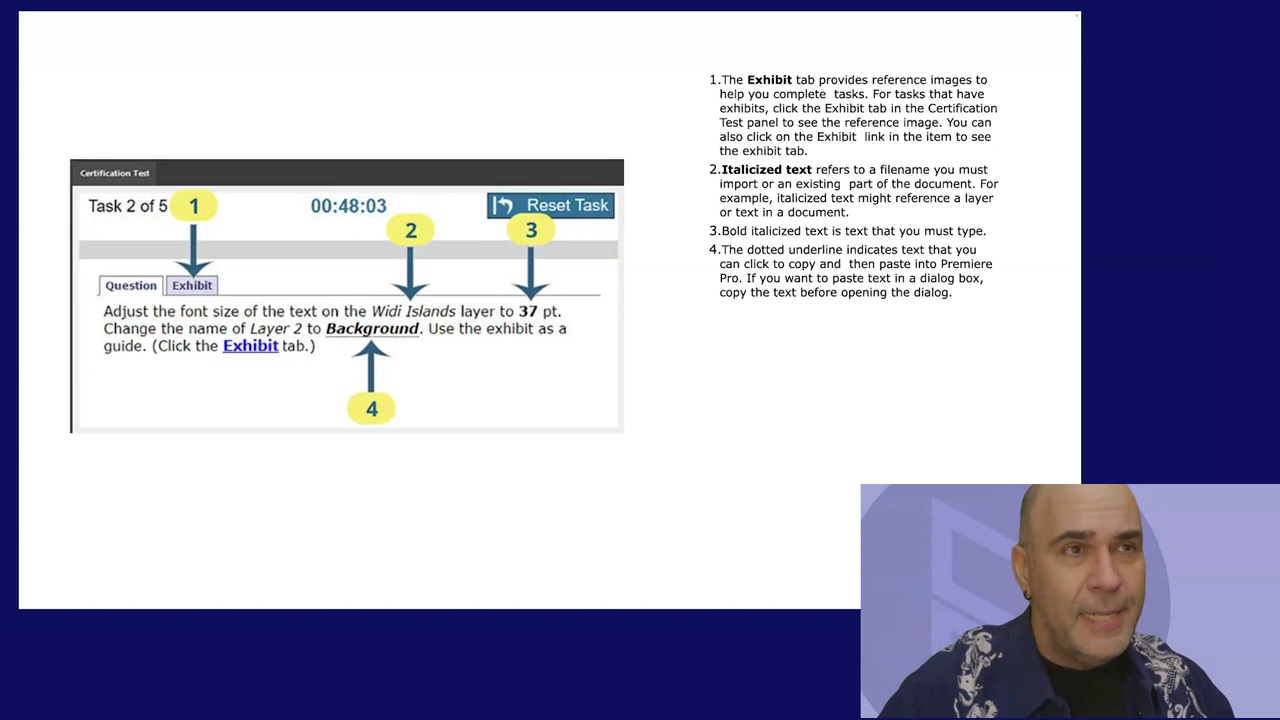 Certification Test
Task 2 of 5
1
00:48:03
Reset Task
2
3
Question
Exhibit
Adjust the font size of the text on the Widi Islands layer to 37 pt.
Change the name of Layer 2 to Background. Use the exhibit as a
guide. (Click the Exhibit tab.)
4
1.The Exhibit tab provides reference images to
help you complete tasks. For tasks that have
exhibits, click the Exhibit tab in the Certification
Test panel to see the reference image. You can
also click on the Exhibit link in the item to see
the exhibit tab.
2.Italicized text refers to a filename you must
import or an existing part of the document. For
example, italicized text might reference a layer
or text in a document.
3.Bold italicized text is text that you must type.
4.The dotted underline indicates text that you
can click to copy and then paste into Premiere
Pro. If you want to paste text in a dialog box,
copy the text before opening the dialog.